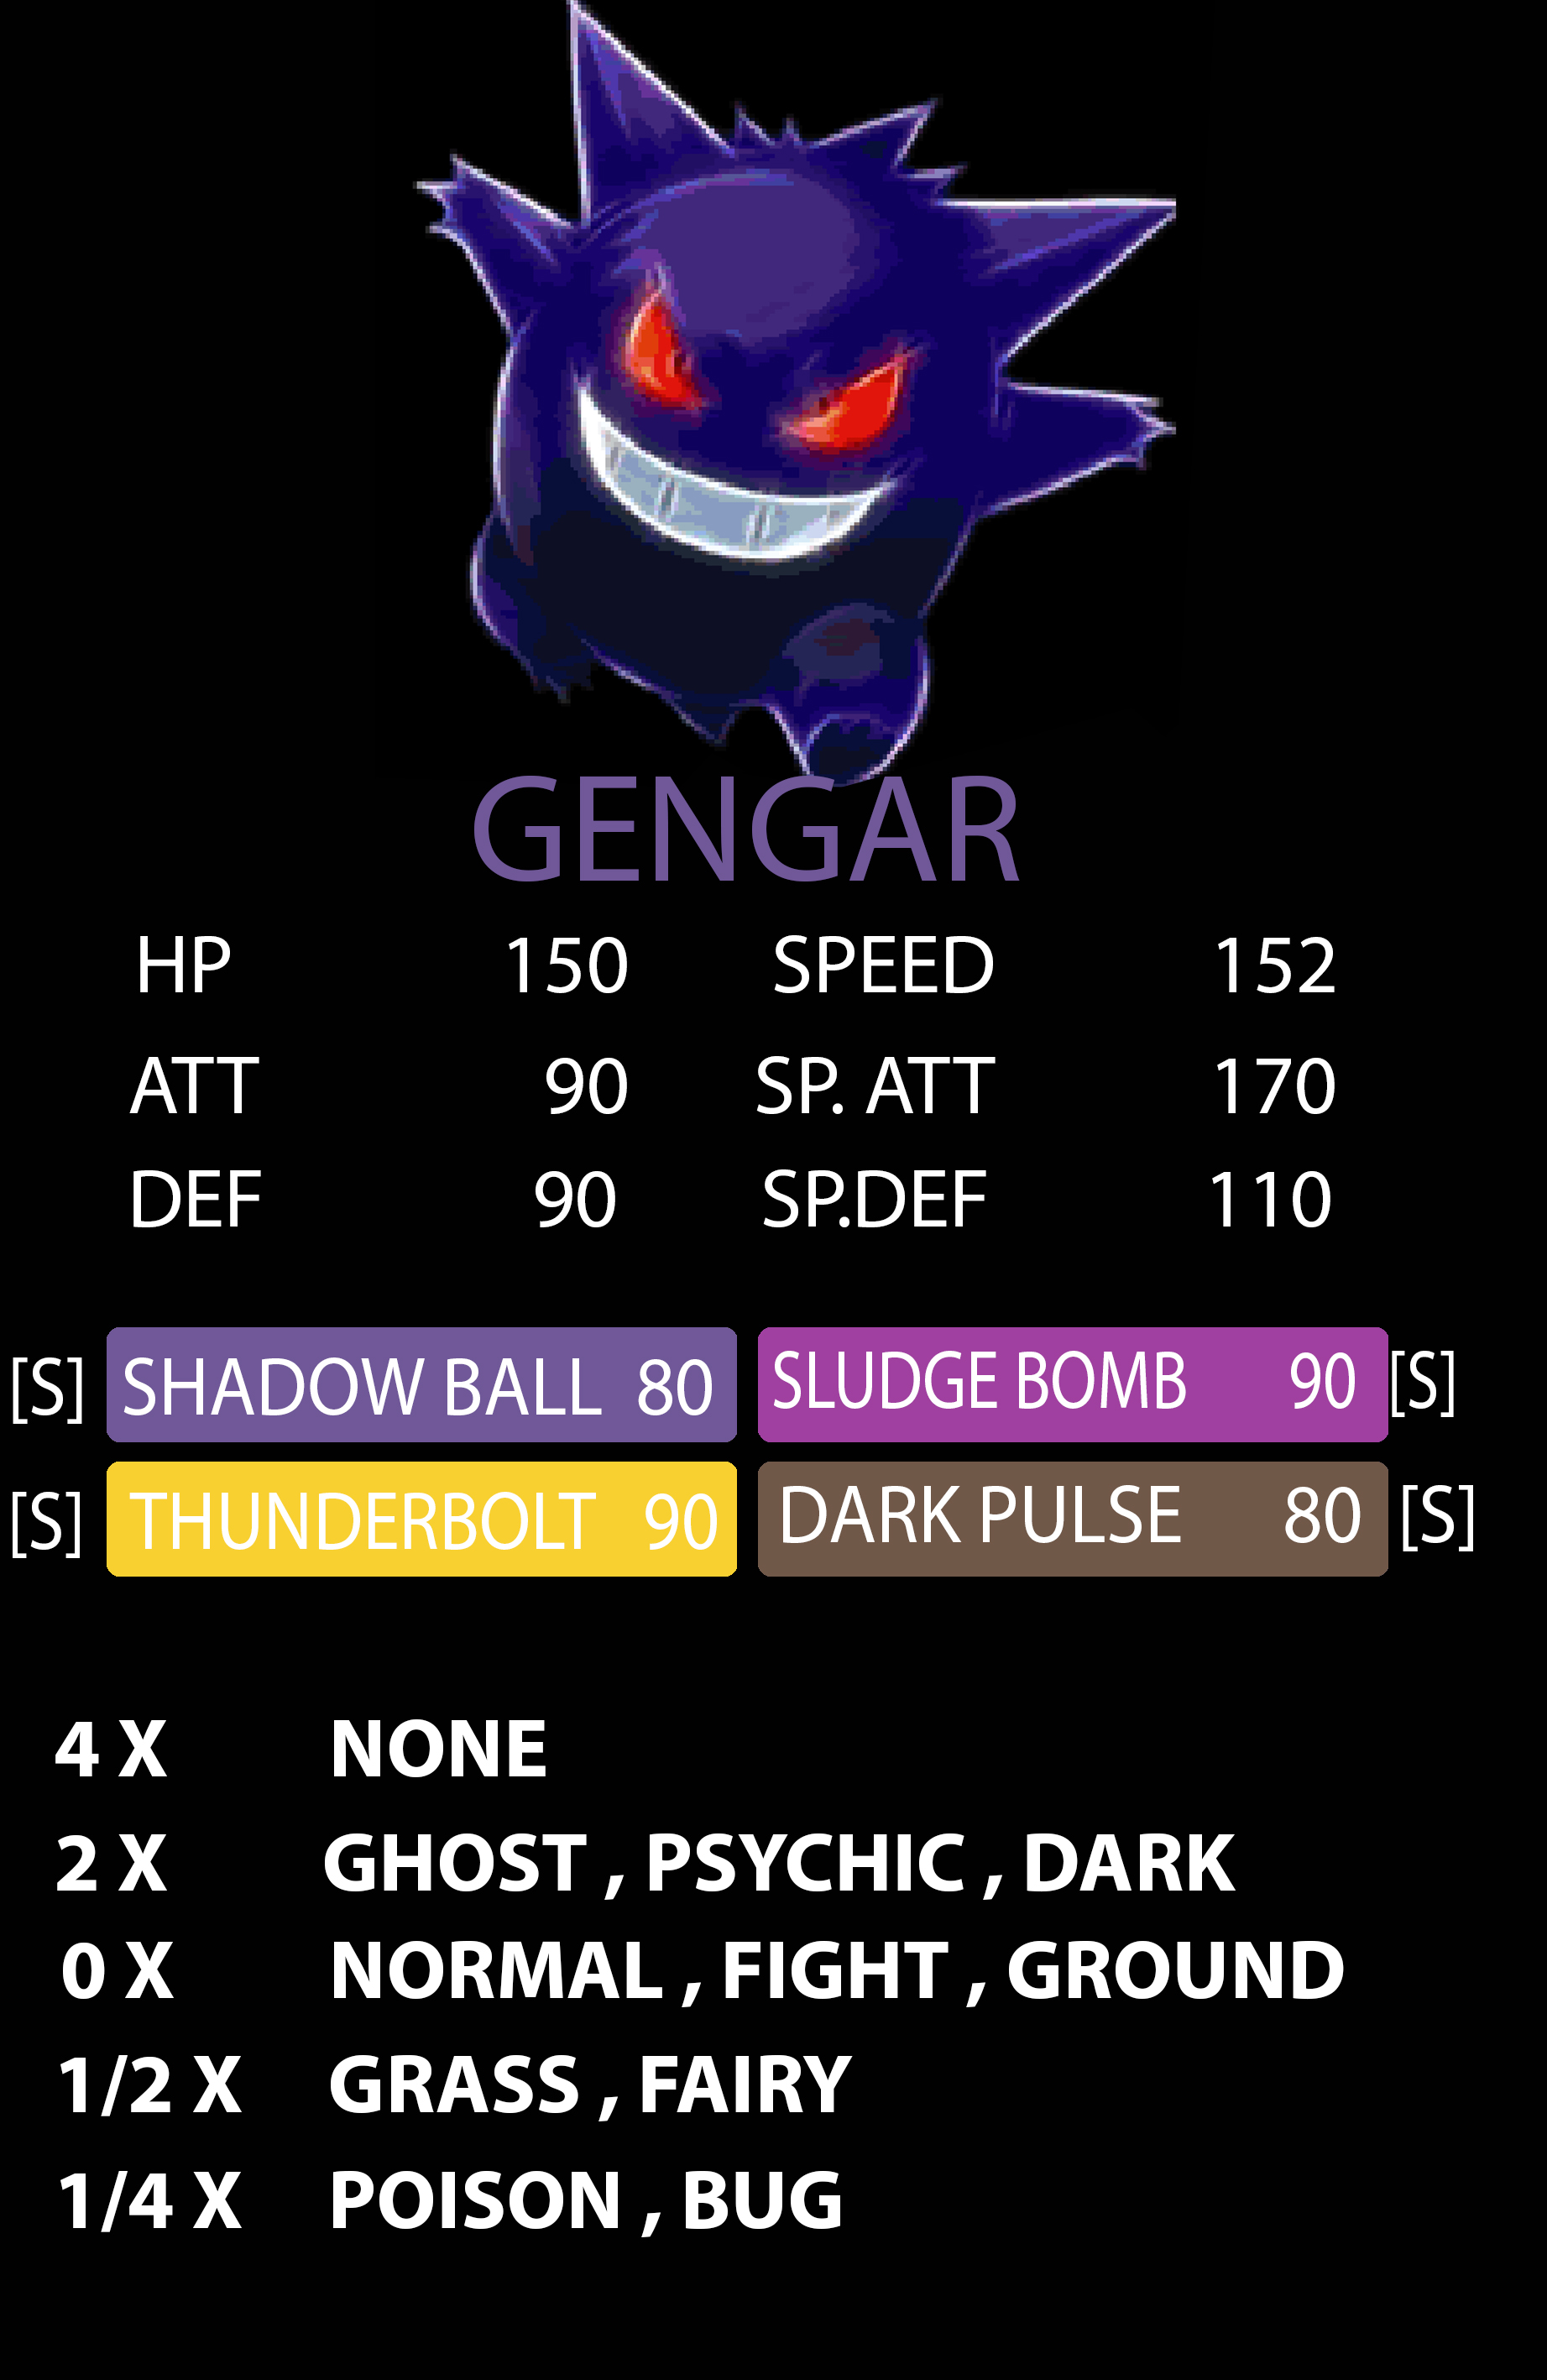 GENGAR
HP 150 SPEED 152
ATT 90 SP. ATT 170
DEF 90 SP.DEF 110
[S] SHADOW BALL 80 SLUDGE BOMB 90 [S]
[S] THUNDERBOLT 90 DARK PULSE 80 [S]
4 X NONE
2 X GHOST , PSYCHIC , DARK
0 X NORMAL , FIGHT , GROUND
1/2 X GRASS , FAIRY
1/4 X POISON , BUG